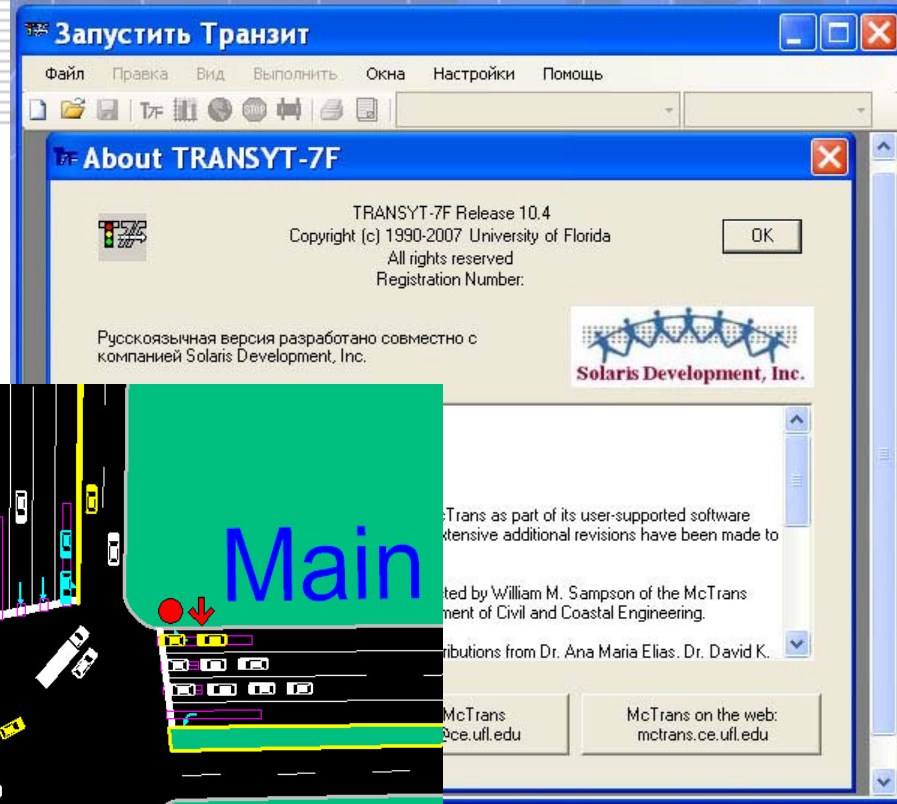 Запустить Транзит
Файл Правка Вид Выполнить Окна Настройки Помощь
T7F STOP
About TRANSYT-7F
TRANSYT-7F Release 10.4
Copyright (c) 1990-2007 University of Florida
All rights reserved
Registration Number:
OK
Русскоязычная версия разработано совместно с
компанией Solaris Development, Inc.
Solaris Development, Inc.
Trans as part of its user-supported software
xtensive additional revisions have been made to
ted by William M. Sampson of the McTrans
ment of Civil and Coastal Engineering.
ributions from Dr. Ana Maria Elias, Dr. David K.
Main
McTrans
@ce.ufl.edu
McTrans on the web:
mctrans.ce.ufl.edu